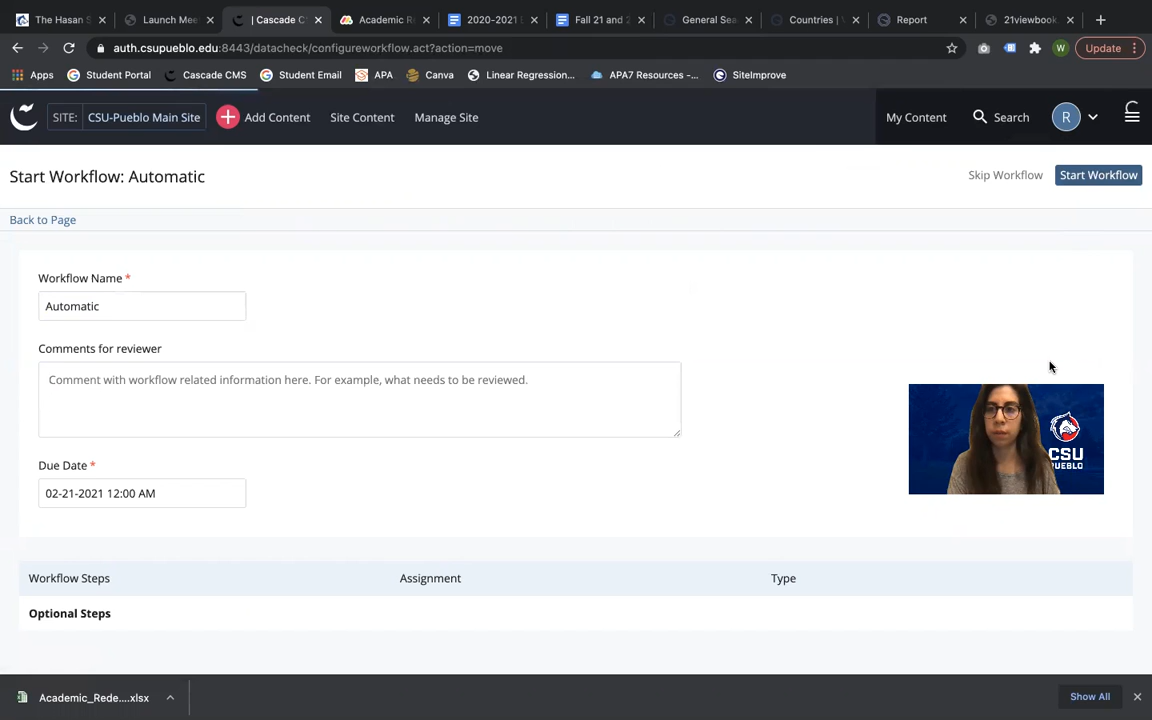 The Hasan S
Launch Mee
| Cascade C
Academic R
2020-2021
Fall 21 and
General Sea
Countries |
Report
21viewbook
auth.csupueblo.edu:8443/datacheck/configureworkflow.act?action=move
W
Update
Apps
Student Portal
Cascade CMS
Student Email
APA
Canva
Linear Regression...
APA7 Resources -...
SiteImprove
SITE: CSU-Pueblo Main Site
Add Content
Site Content
Manage Site
My Content
Search
R
Start Workflow: Automatic
Skip Workflow
Start Workflow
Back to Page
Workflow Name *
Automatic
Comments for reviewer
Comment with workflow related information here. For example, what needs to be reviewed.
CSU
PUEBLO
Due Date *
02-21-2021 12:00 AM
Workflow Steps
Assignment
Type
Optional Steps
Academic_Rede....xlsx
Show All